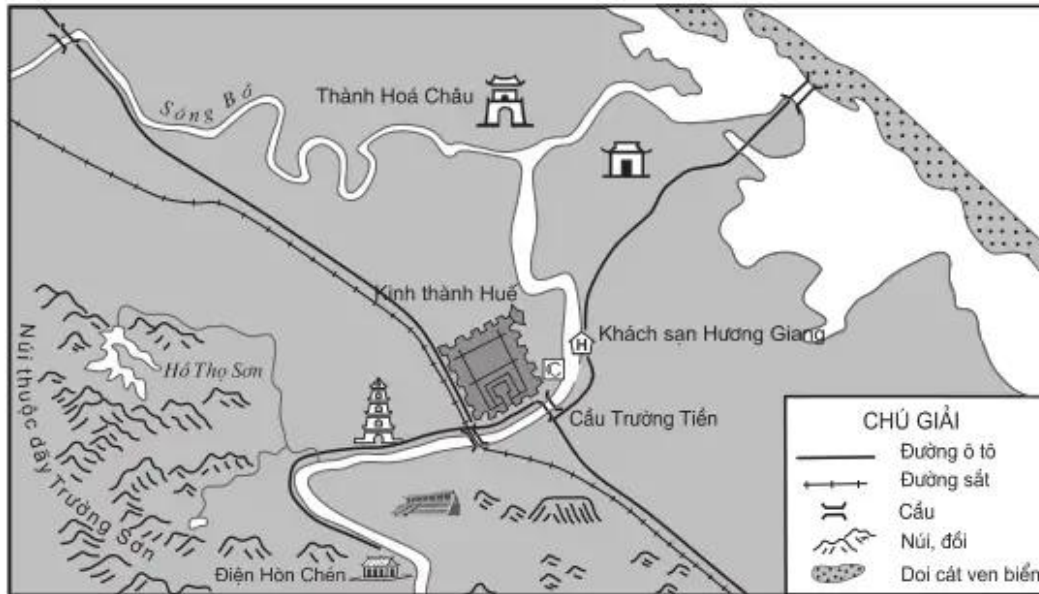 Sông Bồ
Thành Hoá Châu
Kinh thành Huế
Khách sạn Hương Giang
H
C
Hồ Thọ Sơn
Núi thuộc dãy Trường Sơn
Cầu Trường Tiền
Điện Hòn Chén
CHÚ GIẢI
Đường ô tô
Đường sắt
Cầu
Núi, đồi
Doi cát ven biển